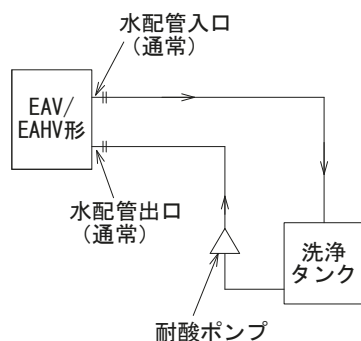 水配管入口
(通常)
EAV/
EAHV形
水配管出口
(通常)
洗浄
タンク
耐酸ポンプ